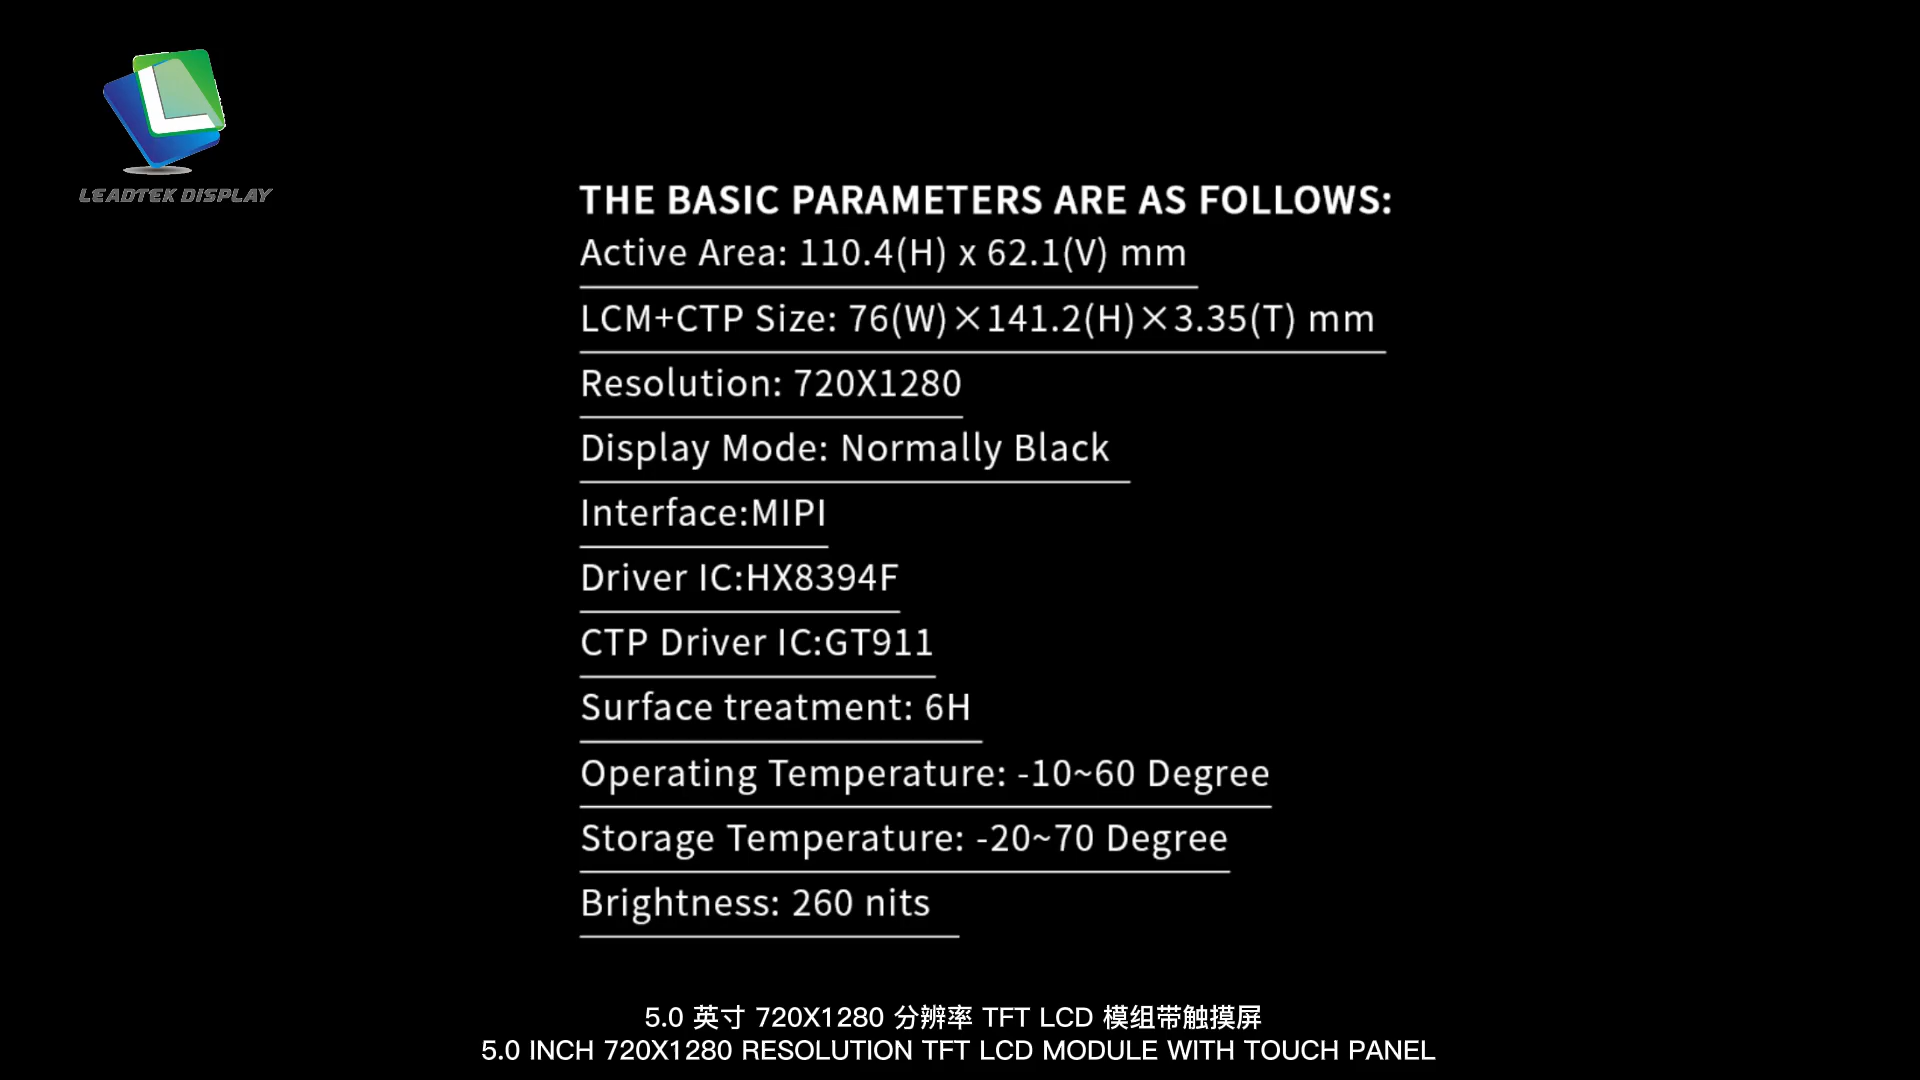 LEADTEK DISPLAY
THE BASIC PARAMETERS ARE AS FOLLOWS:
Active Area: 110.4(H) x 62.1(V) mm
LCM+CTP Size: 76(W)×141.2(H)×3.35(T) mm
Resolution: 720X1280
Display Mode: Normally Black
Interface:MIPI
Driver IC:HX8394F
CTP Driver IC:GT911
Surface treatment: 6H
Operating Temperature: -10~60 Degree
Storage Temperature: -20~70 Degree
Brightness: 260 nits
5.0 英寸 720X1280 分辨率 TFT LCD 模组带触摸屏
5.0 INCH 720X1280 RESOLUTION TFT LCD MODULE WITH TOUCH PANEL